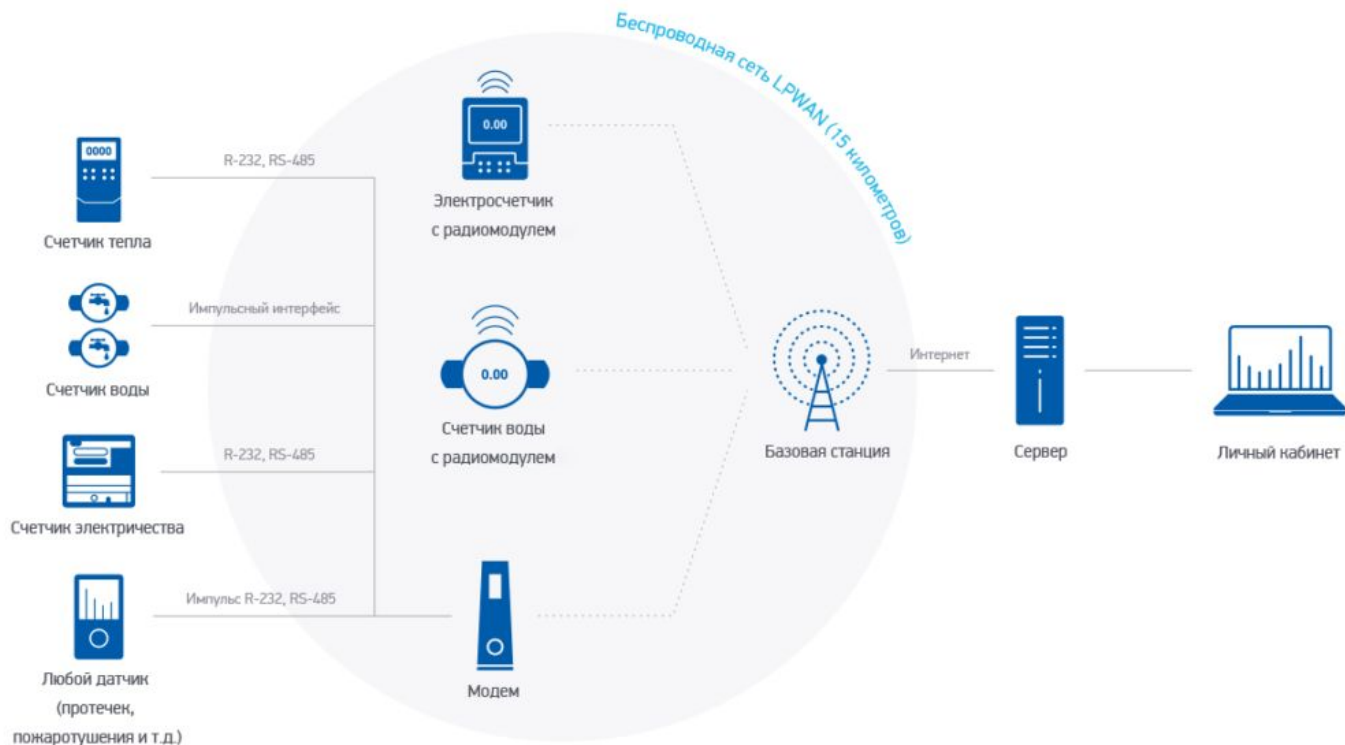 Беспроводная сеть LPWAN (15 километров)
0.00
0000
R-232, RS-485
Электросчетчик
с радиомодулем
Счетчик тепла
Импульсный интерфейс
Счетчик воды
0.00
Счетчик воды
с радиомодулем
Интернет
Базовая станция
Сервер
Личный кабинет
R-232, RS-485
Счетчик электричества
Импульс R-232, RS-485
Любой датчик
(протечек,
пожаротушения и т.д.)
Модем